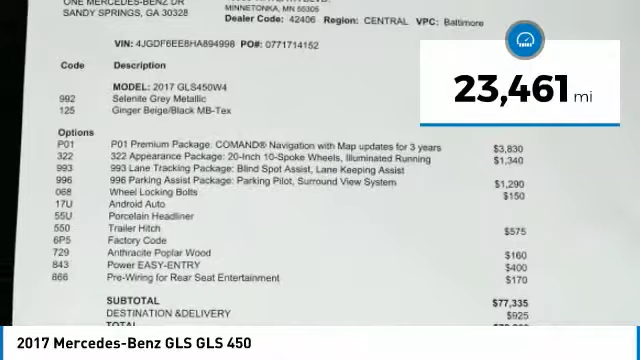 ONE MERCEDES-BENZ DR
SANDY SPRINGS, GA 30328
MINNETONKA, MN 55305
Dealer Code: 42406 Region: CENTRAL VPC: Baltimore
VIN: 4JGDF6EE8HA894998 PO#: 0771714152
Code Description
MODEL: 2017 GLS450W4
992 Selenite Grey Metallic
125 Ginger Beige/Black MB-Tex
23,461 mi
Options
P01 P01 Premium Package: COMAND® Navigation with Map updates for 3 years $3,830
322 322 Appearance Package: 20-Inch 10-Spoke Wheels, Illuminated Running $1,340
993 993 Lane Tracking Package: Blind Spot Assist, Lane Keeping Assist
996 996 Parking Assist Package: Parking Pilot, Surround View System $1,290
068 Wheel Locking Bolts $150
17U Android Auto
55U Porcelain Headliner
550 Trailer Hitch $575
6P5 Factory Code
729 Anthracite Poplar Wood $160
843 Power EASY-ENTRY $400
866 Pre-Wiring for Rear Seat Entertainment $170
SUBTOTAL $77,335
DESTINATION &DELIVERY $925
TOTAL
2017 Mercedes-Benz GLS GLS 450